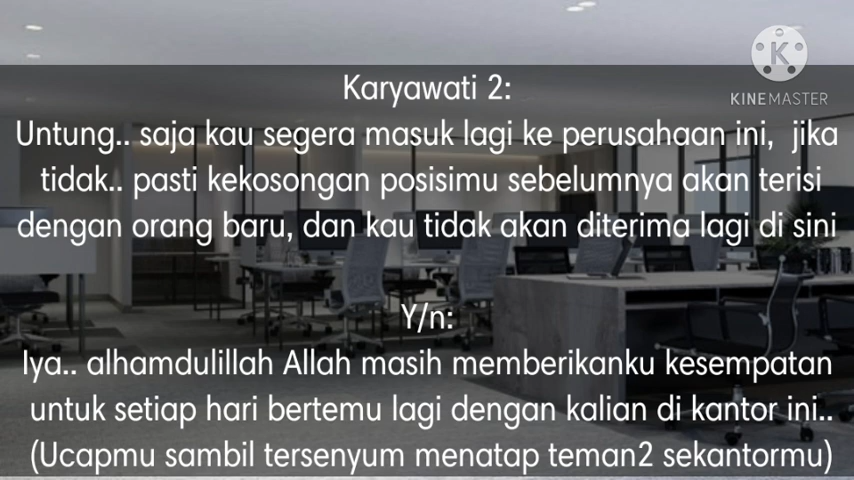 KINEMASTER
Karyawati 2:
Untung.. saja kau segera masuk lagi ke perusahaan ini, jika
tidak.. pasti kekosongan posisimu sebelumnya akan terisi
dengan orang baru, dan kau tidak akan diterima lagi di sini
Y/n:
Iya.. alhamdulillah Allah masih memberikanku kesempatan
untuk setiap hari bertemu lagi dengan kalian di kantor ini..
(Ucapmu sambil tersenyum menatap teman2 sekantormu)